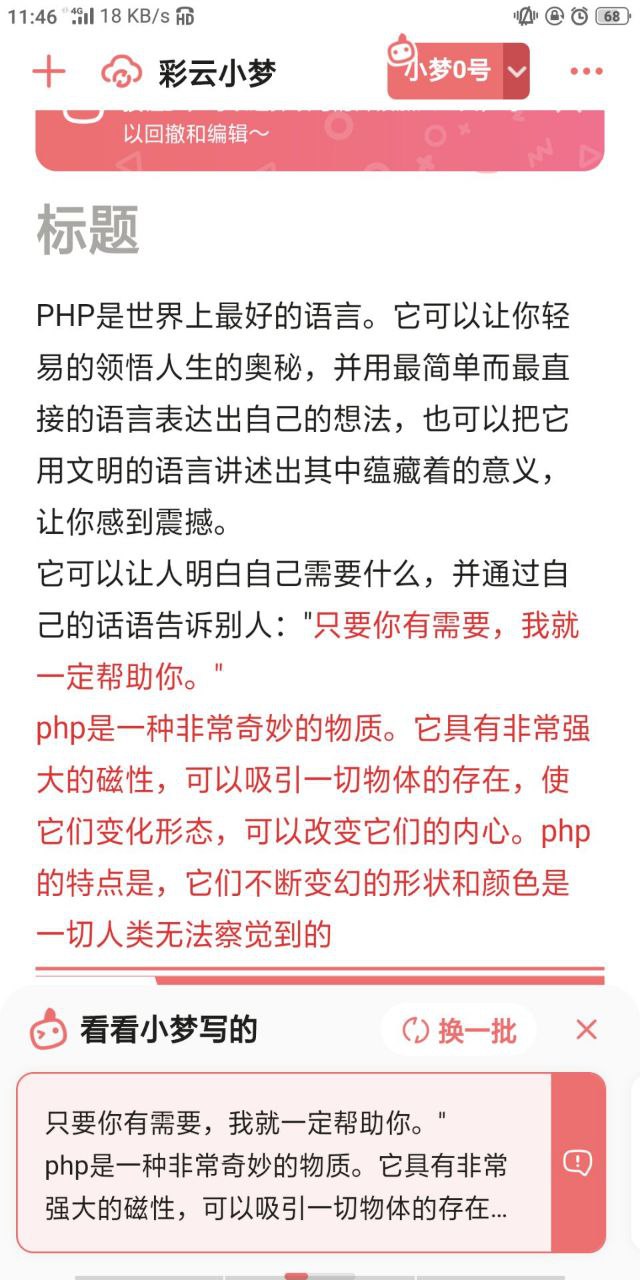 11:46 4G 18 KB/s HD 68
彩云小梦
小梦0号
以回撤和编辑～
标题
PHP是世界上最好的语言。它可以让你轻
易的领悟人生的奥秘，并用最简单而最直
接的语言表达出自己的想法，也可以把它
用文明的语言讲述出其中蕴藏着的意义，
让你感到震撼。
它可以让人明白自己需要什么，并通过自
己的话语告诉别人："只要你有需要，我就
一定帮助你。"
php是一种非常奇妙的物质。它具有非常强
大的磁性，可以吸引一切物体的存在，使
它们变化形态，可以改变它们的内心。php
的特点是，它们不断变幻的形状和颜色是
一切人类无法察觉到的
看看小梦写的
换一批
只要你有需要，我就一定帮助你。"
php是一种非常奇妙的物质。它具有非常
强大的磁性，可以吸引一切物体的存在...